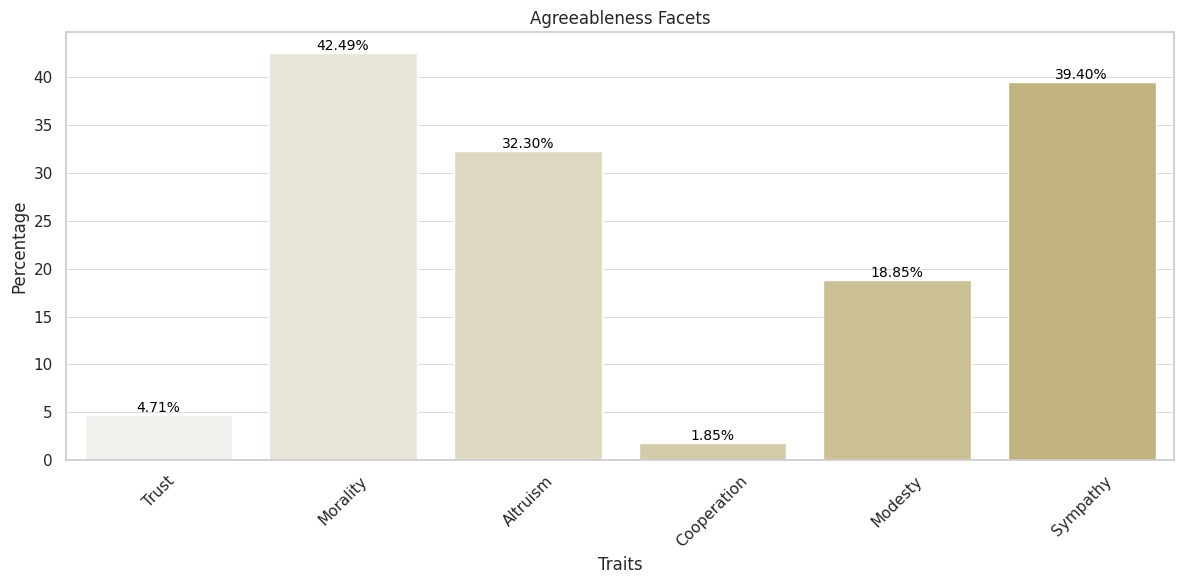 Agreeableness Facets
Percentage
40
35
30
25
20
15
10
5
0
4.71%
42.49%
32.30%
1.85%
18.85%
39.40%
Trust
Morality
Altruism
Cooperation
Modesty
Sympathy
Traits